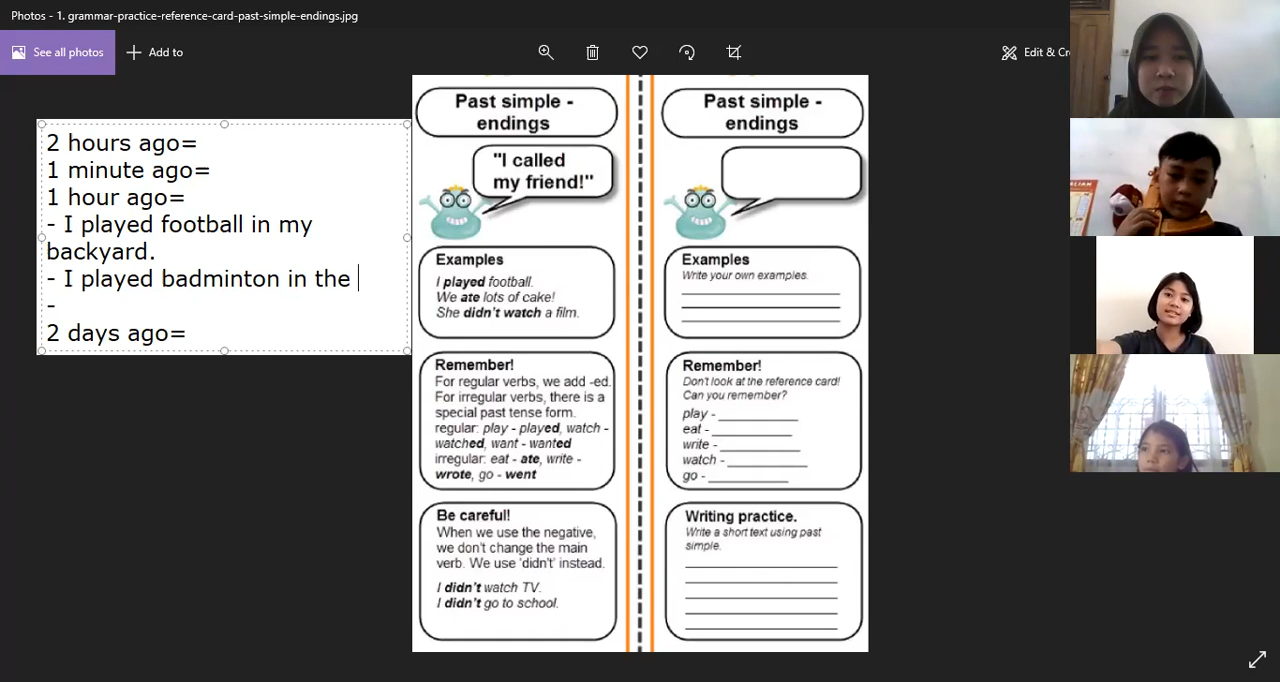 Photos - 1. grammar-practice-reference-card-past-simple-endings.jpg
See all photos
Add to
Edit & Cr
2 hours ago=
1 minute ago=
1 hour ago=
- I played football in my
backyard.
- I played badminton in the
-
2 days ago=
Past simple -
endings
"I called
my friend!"
Examples
I played football.
We ate lots of cake!
She didn't watch a film.
Remember!
For regular verbs, we add -ed.
For irregular verbs, there is a
special past tense form.
regular: play - played, watch -
watched, want - wanted
irregular: eat - ate, write -
wrote, go - went
Be careful!
When we use the negative,
we don't change the main
verb. We use 'didn't' instead.
I didn't watch TV.
I didn't go to school.
Past simple -
endings
Examples
Write your own examples.
Remember!
Don't look at the reference card!
Can you remember?
play - ____________
eat - ____________
write - ____________
watch - ____________
go - ____________
Writing practice.
Write a short text using past
simple.